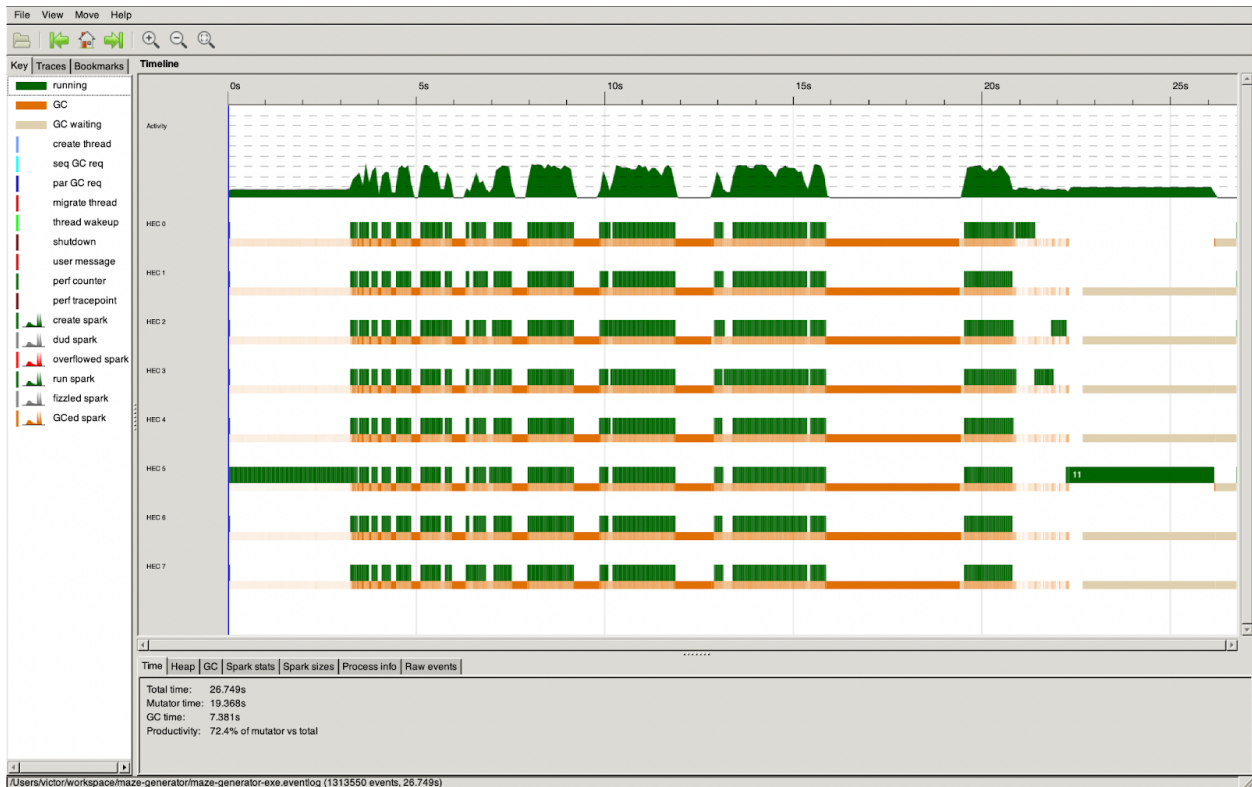 File View Move Help
Key Traces Bookmarks
running
GC
GC waiting
create thread
seq GC req
par GC req
migrate thread
thread wakeup
shutdown
user message
perf counter
perf tracepoint
create spark
dud spark
overflowed spark
run spark
fizzled spark
GCed spark
Timeline
0s 5s 10s 15s 20s 25s
Activity
HEC 0
HEC 1
HEC 2
HEC 3
HEC 4
HEC 5
11
HEC 6
HEC 7
Time Heap GC Spark stats Spark sizes Process info Raw events
Total time: 26.749s
Mutator time: 19.368s
GC time: 7.381s
Productivity: 72.4% of mutator vs total
/Users/victor/workspace/maze-generator/maze-generator-exe.eventlog (1313550 events, 26.749s)